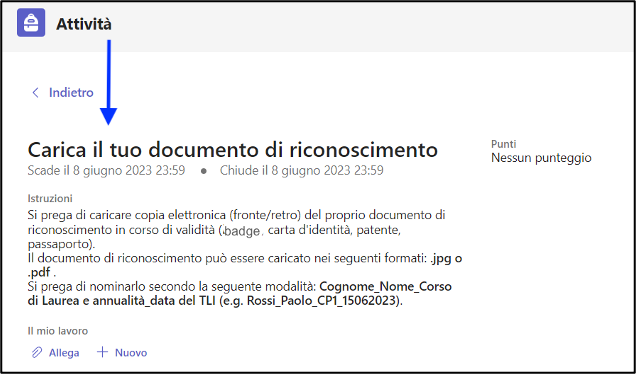 Attività
Indietro
Carica il tuo documento di riconoscimento
Punti
Nessun punteggio
Scade il 8 giugno 2023 23:59 • Chiude il 8 giugno 2023 23:59
Istruzioni
Si prega di caricare copia elettronica (fronte/retro) del proprio documento di
riconoscimento in corso di validità (badge, carta d'identità, patente,
passaporto).
Il documento di riconoscimento può essere caricato nei seguenti formati: .jpg o
.pdf .
Si prega di nominarlo secondo la seguente modalità: Cognome_Nome_Corso
di Laurea e annualità_data del TLI (e.g. Rossi_Paolo_CP1_15062023).
Il mio lavoro
Allega + Nuovo